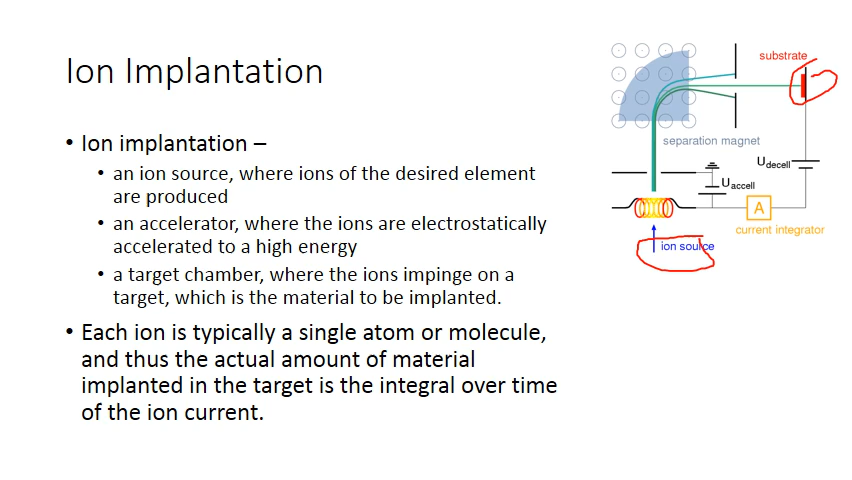 Ion Implantation
• Ion implantation –
• an ion source, where ions of the desired element
are produced
• an accelerator, where the ions are electrostatically
accelerated to a high energy
• a target chamber, where the ions impinge on a
target, which is the material to be implanted.
• Each ion is typically a single atom or molecule,
and thus the actual amount of material
implanted in the target is the integral over time
of the ion current.
substrate
separation magnet
Udecell
Uaccell
A
current integrator
ion source